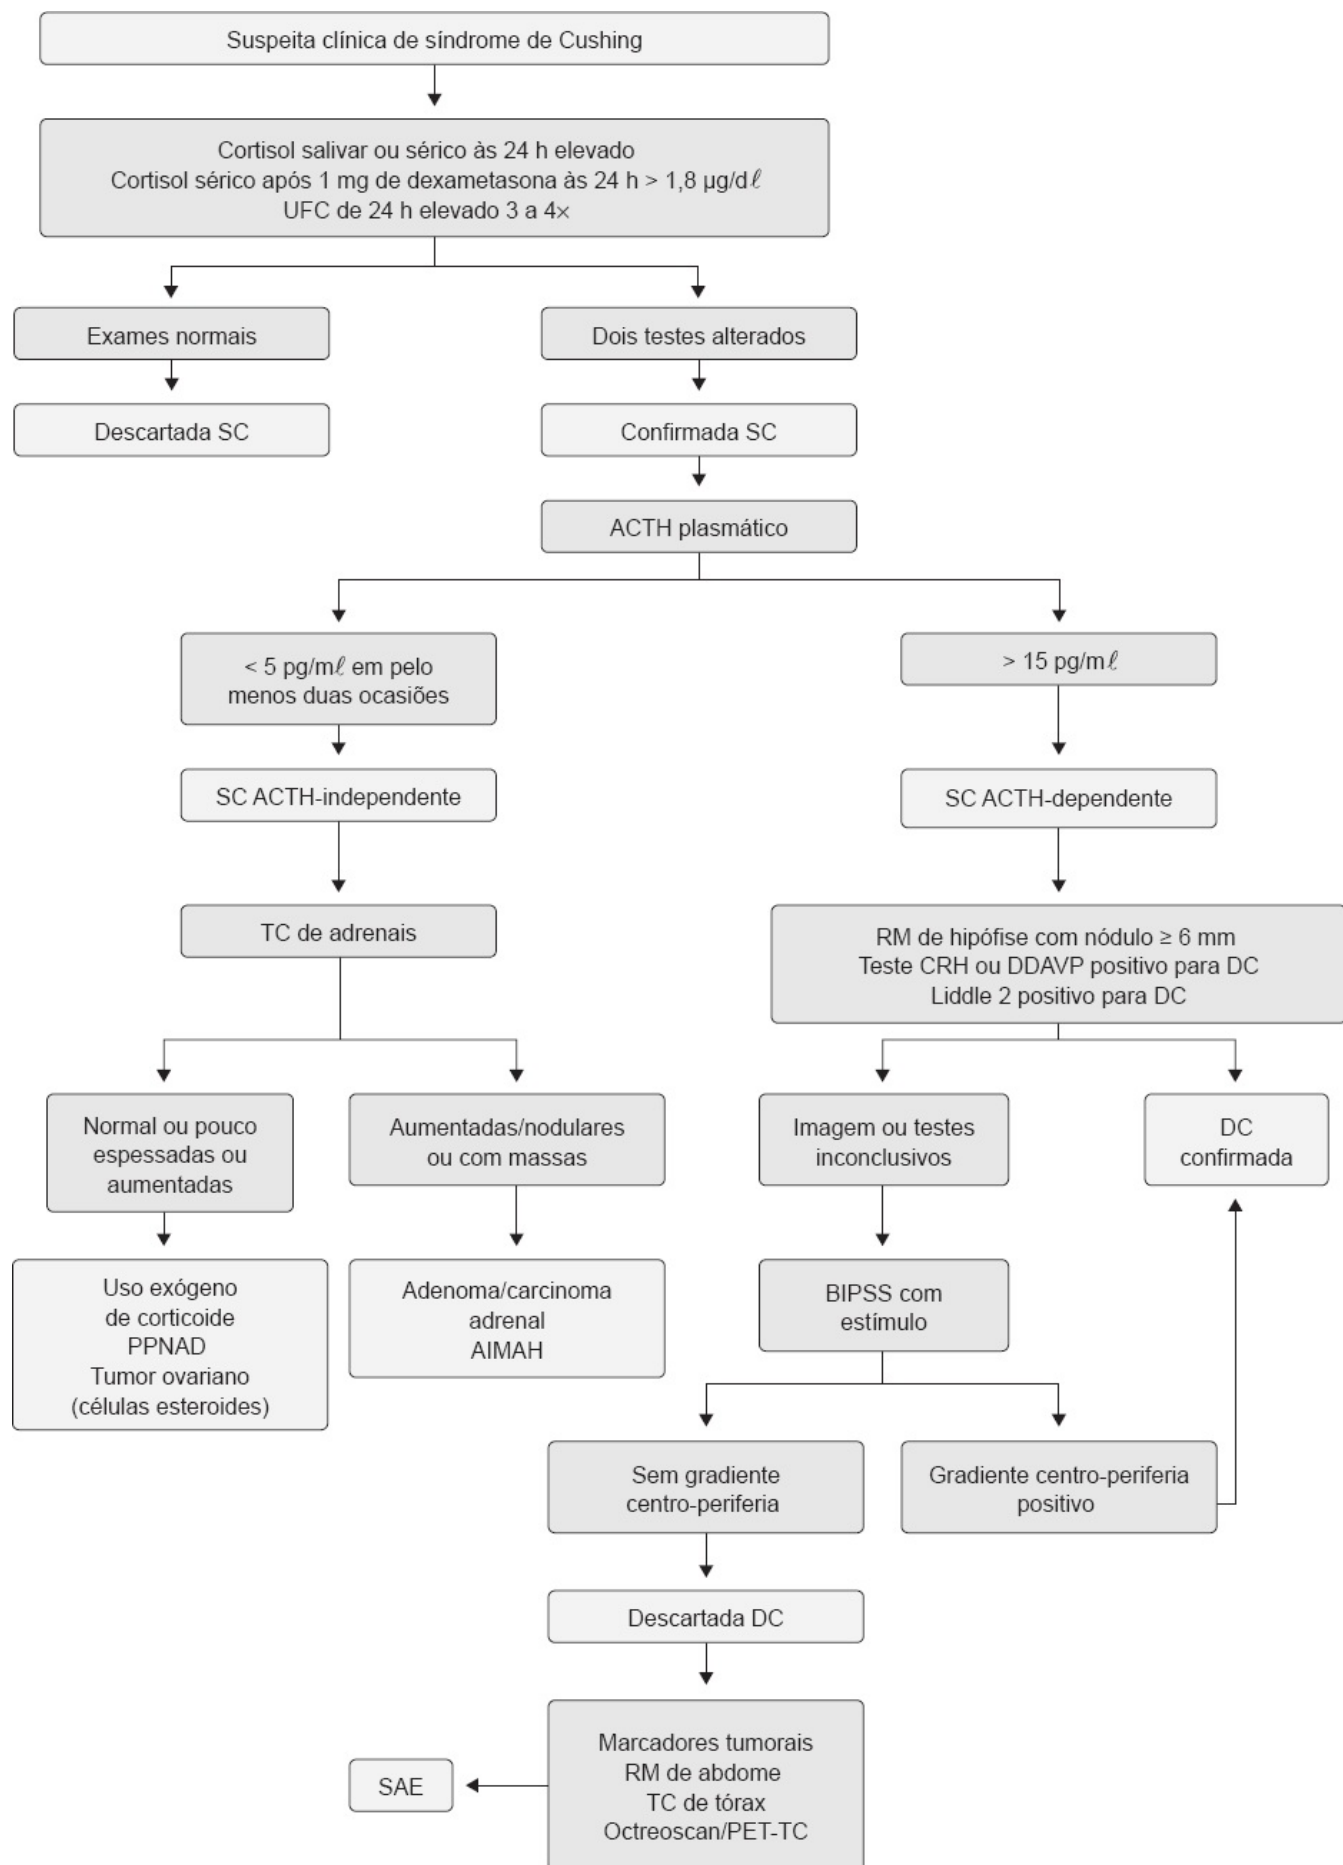 Suspeita clínica de síndrome de Cushing
Cortisol salivar ou sérico às 24 h elevado
Cortisol sérico após 1 mg de dexametasona às 24 h > 1,8 μg/dℓ
UFC de 24 h elevado 3 a 4×
Exames normais
Dois testes alterados
Descartada SC
Confirmada SC
ACTH plasmático
< 5 pg/mℓ em pelo
menos duas ocasiões
> 15 pg/mℓ
SC ACTH-independente
SC ACTH-dependente
TC de adrenais
RM de hipófise com nódulo ≥ 6 mm
Teste CRH ou DDAVP positivo para DC
Liddle 2 positivo para DC
Normal ou pouco
espessadas ou
aumentadas
Aumentadas/nodulares
ou com massas
Imagem ou testes
inconclusivos
DC
confirmada
Uso exógeno
de corticoide
PPNAD
Tumor ovariano
(células esteroides)
Adenoma/carcinoma
adrenal
AIMAH
BIPSS com
estímulo
Sem gradiente
centro-periferia
Gradiente centro-periferia
positivo
Descartada DC
Marcadores tumorais
RM de abdome
TC de tórax
Octreoscan/PET-TC
SAE